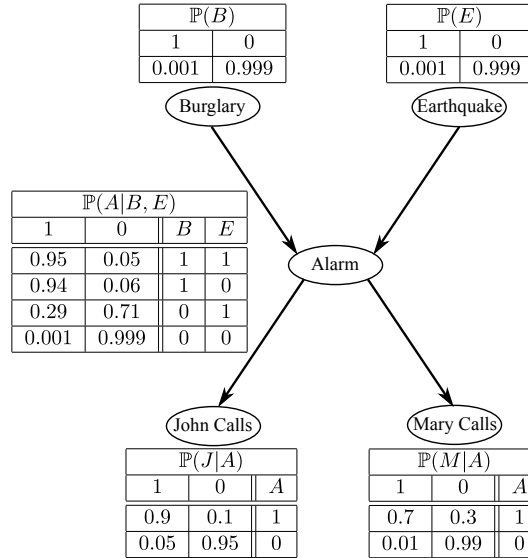 ℙ(B)
1 0
0.001 0.999
Burglary
ℙ(E)
1 0
0.001 0.999
Earthquake
ℙ(A|B, E)
1 0 B E
0.95 0.05 1 1
0.94 0.06 1 0
0.29 0.71 0 1
0.001 0.999 0 0
Alarm
John Calls
ℙ(J|A)
1 0 A
0.9 0.1 1
0.05 0.95 0
Mary Calls
ℙ(M|A)
1 0 A
0.7 0.3 1
0.01 0.99 0